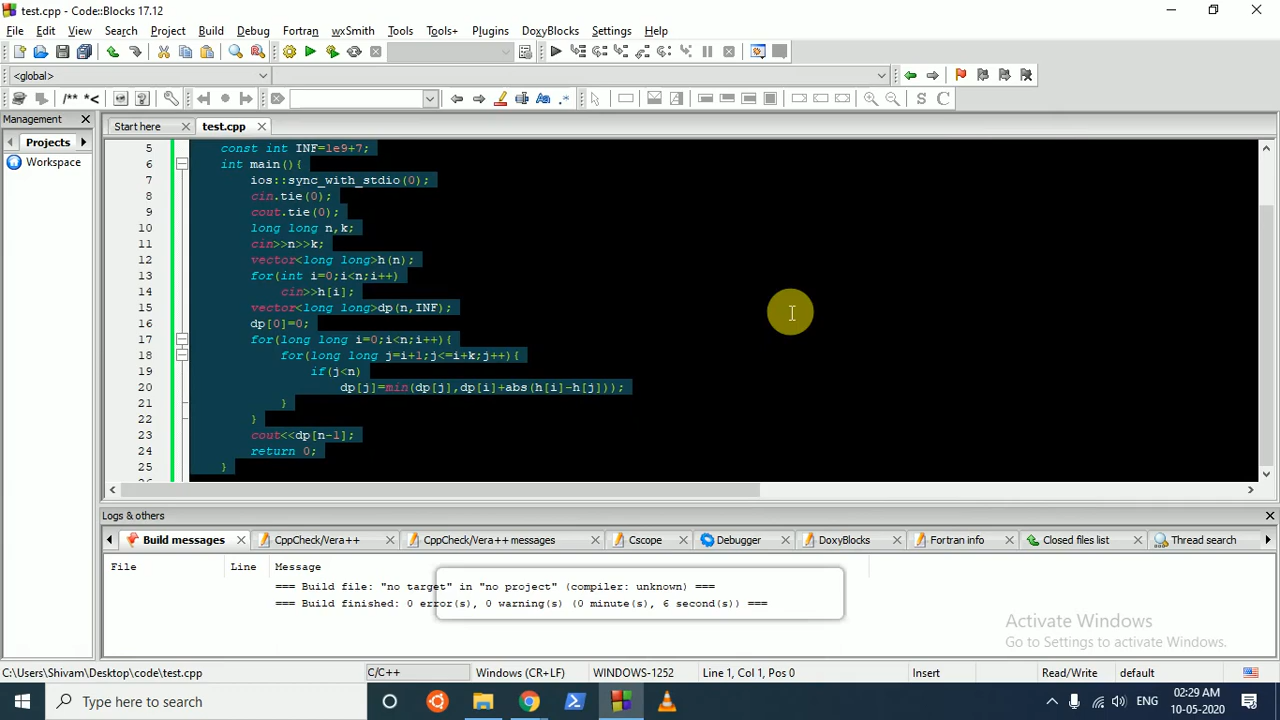 test.cpp - Code::Blocks 17.12
File Edit View Search Project Build Debug Fortran wxSmith Tools Tools+ Plugins DoxyBlocks Settings Help
<global>
/** *<
S C
Management
Start here test.cpp
Projects
Workspace
5 const int INF=1e9+7;
6 int main(){
7 ios::sync_with_stdio(0);
8 cin.tie(0);
9 cout.tie(0);
10 long long n,k;
11 cin>>n>>k;
12 vector<long long>h(n);
13 for(int i=0;i<n;i++)
14 cin>>h[i];
15 vector<long long>dp(n,INF);
16 dp[0]=0;
17 for(long long i=0;i<n;i++){
18 for(long long j=i+1;j<=i+k;j++){
19 if(j<n)
20 dp[j]=min(dp[j],dp[i]+abs(h[i]-h[j]));
21 }
22 }
23 cout<<dp[n-1];
24 return 0;
25 }
Logs & others
Build messages CppCheck/Vera++ CppCheck/Vera++ messages Cscope Debugger DoxyBlocks Fortran info Closed files list Thread search
File Line Message
=== Build file: "no target" in "no project" (compiler: unknown) ===
=== Build finished: 0 error(s), 0 warning(s) (0 minute(s), 6 second(s)) ===
Activate Windows
Go to Settings to activate Windows.
C:\Users\Shivam\Desktop\code\test.cpp C/C++ Windows (CR+LF) WINDOWS-1252 Line 1, Col 1, Pos 0 Insert Read/Write default
Type here to search
ENG
02:29 AM
10-05-2020